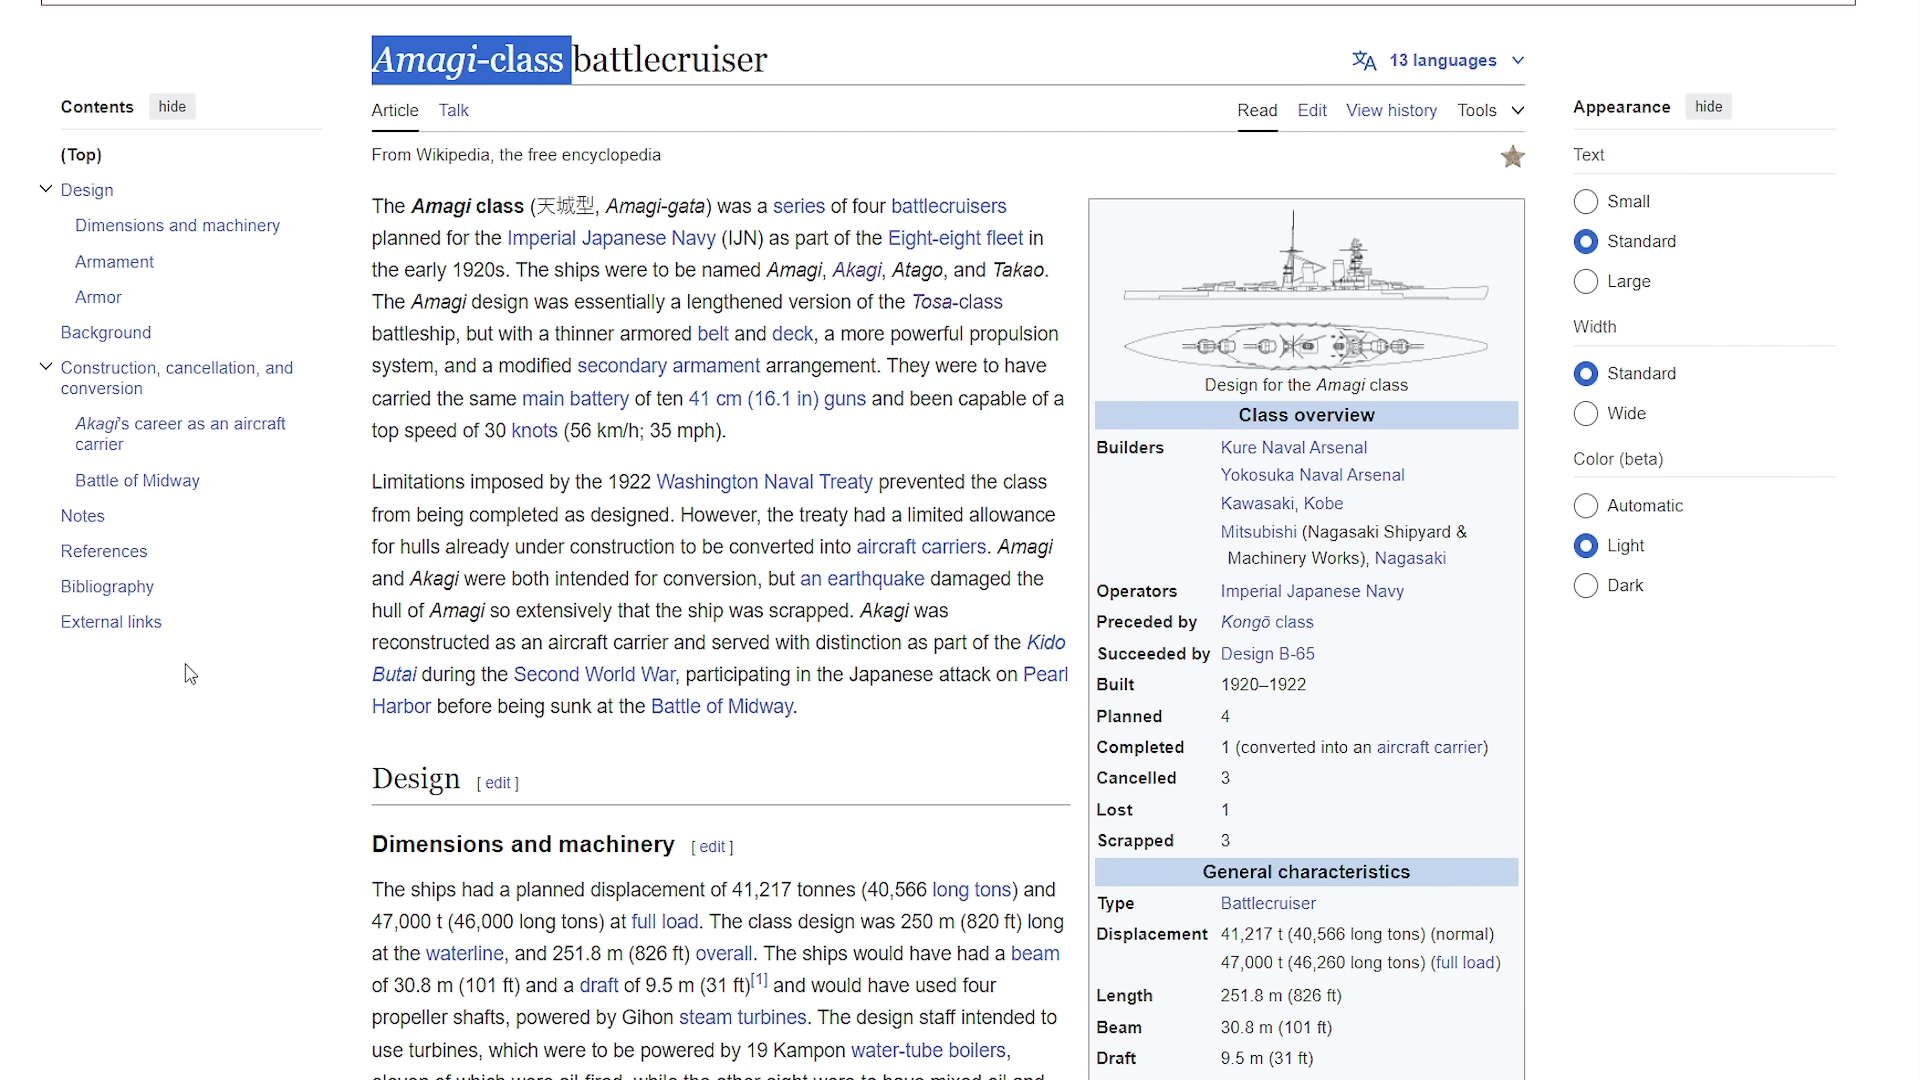 Amagi-class battlecruiser
13 languages
Contents hide
Article Talk
Read Edit View history Tools
Appearance hide
(Top)
Design
Dimensions and machinery
Armament
Armor
Background
Construction, cancellation, and
conversion
Akagi's career as an aircraft
carrier
Battle of Midway
Notes
References
Bibliography
External links
From Wikipedia, the free encyclopedia
The Amagi class (天城型, Amagi-gata) was a series of four battlecruisers
planned for the Imperial Japanese Navy (IJN) as part of the Eight-eight fleet in
the early 1920s. The ships were to be named Amagi, Akagi, Atago, and Takao.
The Amagi design was essentially a lengthened version of the Tosa-class
battleship, but with a thinner armored belt and deck, a more powerful propulsion
system, and a modified secondary armament arrangement. They were to have
carried the same main battery of ten 41 cm (16.1 in) guns and been capable of a
top speed of 30 knots (56 km/h; 35 mph).
Limitations imposed by the 1922 Washington Naval Treaty prevented the class
from being completed as designed. However, the treaty had a limited allowance
for hulls already under construction to be converted into aircraft carriers. Amagi
and Akagi were both intended for conversion, but an earthquake damaged the
hull of Amagi so extensively that the ship was scrapped. Akagi was
reconstructed as an aircraft carrier and served with distinction as part of the Kido
Butai during the Second World War, participating in the Japanese attack on Pearl
Harbor before being sunk at the Battle of Midway.
Design [ edit ]
Dimensions and machinery [ edit ]
The ships had a planned displacement of 41,217 tonnes (40,566 long tons) and
47,000 t (46,000 long tons) at full load. The class design was 250 m (820 ft) long
at the waterline, and 251.8 m (826 ft) overall. The ships would have had a beam
of 30.8 m (101 ft) and a draft of 9.5 m (31 ft)[1] and would have used four
propeller shafts, powered by Gihon steam turbines. The design staff intended to
use turbines, which were to be powered by 19 Kampon water-tube boilers,
eleven of which were oil-fired, while the other eight were to have mixed oil and
Design for the Amagi class
Class overview
Builders Kure Naval Arsenal
Yokosuka Naval Arsenal
Kawasaki, Kobe
Mitsubishi (Nagasaki Shipyard &
Machinery Works), Nagasaki
Operators Imperial Japanese Navy
Preceded by Kongō class
Succeeded by Design B-65
Built 1920–1922
Planned 4
Completed 1 (converted into an aircraft carrier)
Cancelled 3
Lost 1
Scrapped 3
General characteristics
Type Battlecruiser
Displacement 41,217 t (40,566 long tons) (normal)
47,000 t (46,260 long tons) (full load)
Length 251.8 m (826 ft)
Beam 30.8 m (101 ft)
Draft 9.5 m (31 ft)
Text
Small
Standard
Large
Width
Standard
Wide
Color (beta)
Automatic
Light
Dark